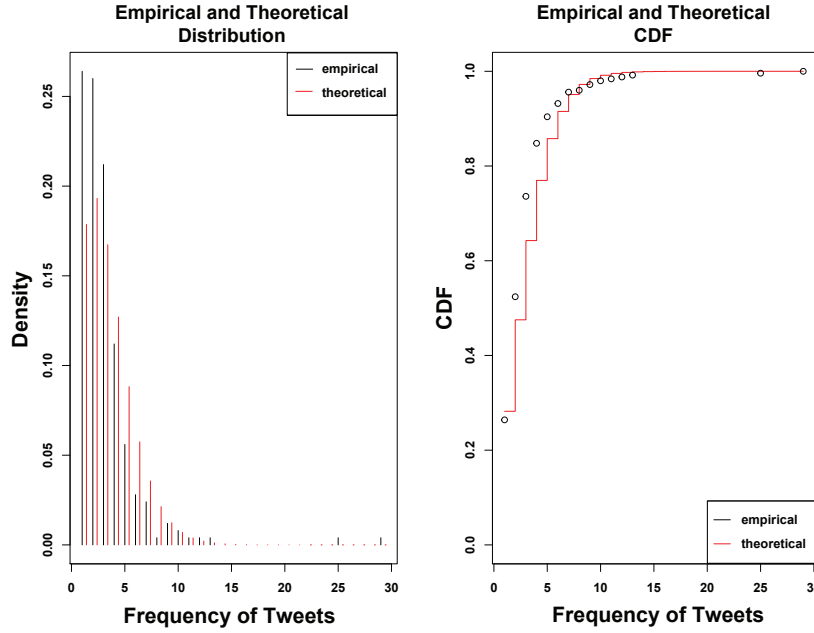 Empirical and Theoretical
Distribution
empirical
theoretical
0.25
0.20
0.15
0.10
0.05
0.00
Density
0 5 10 15 20 25 30
Frequency of Tweets
Empirical and Theoretical
CDF
1.0
0.8
0.6
0.4
0.2
0.0
CDF
empirical
theoretical
0 5 10 15 20 25
Frequency of Tweets